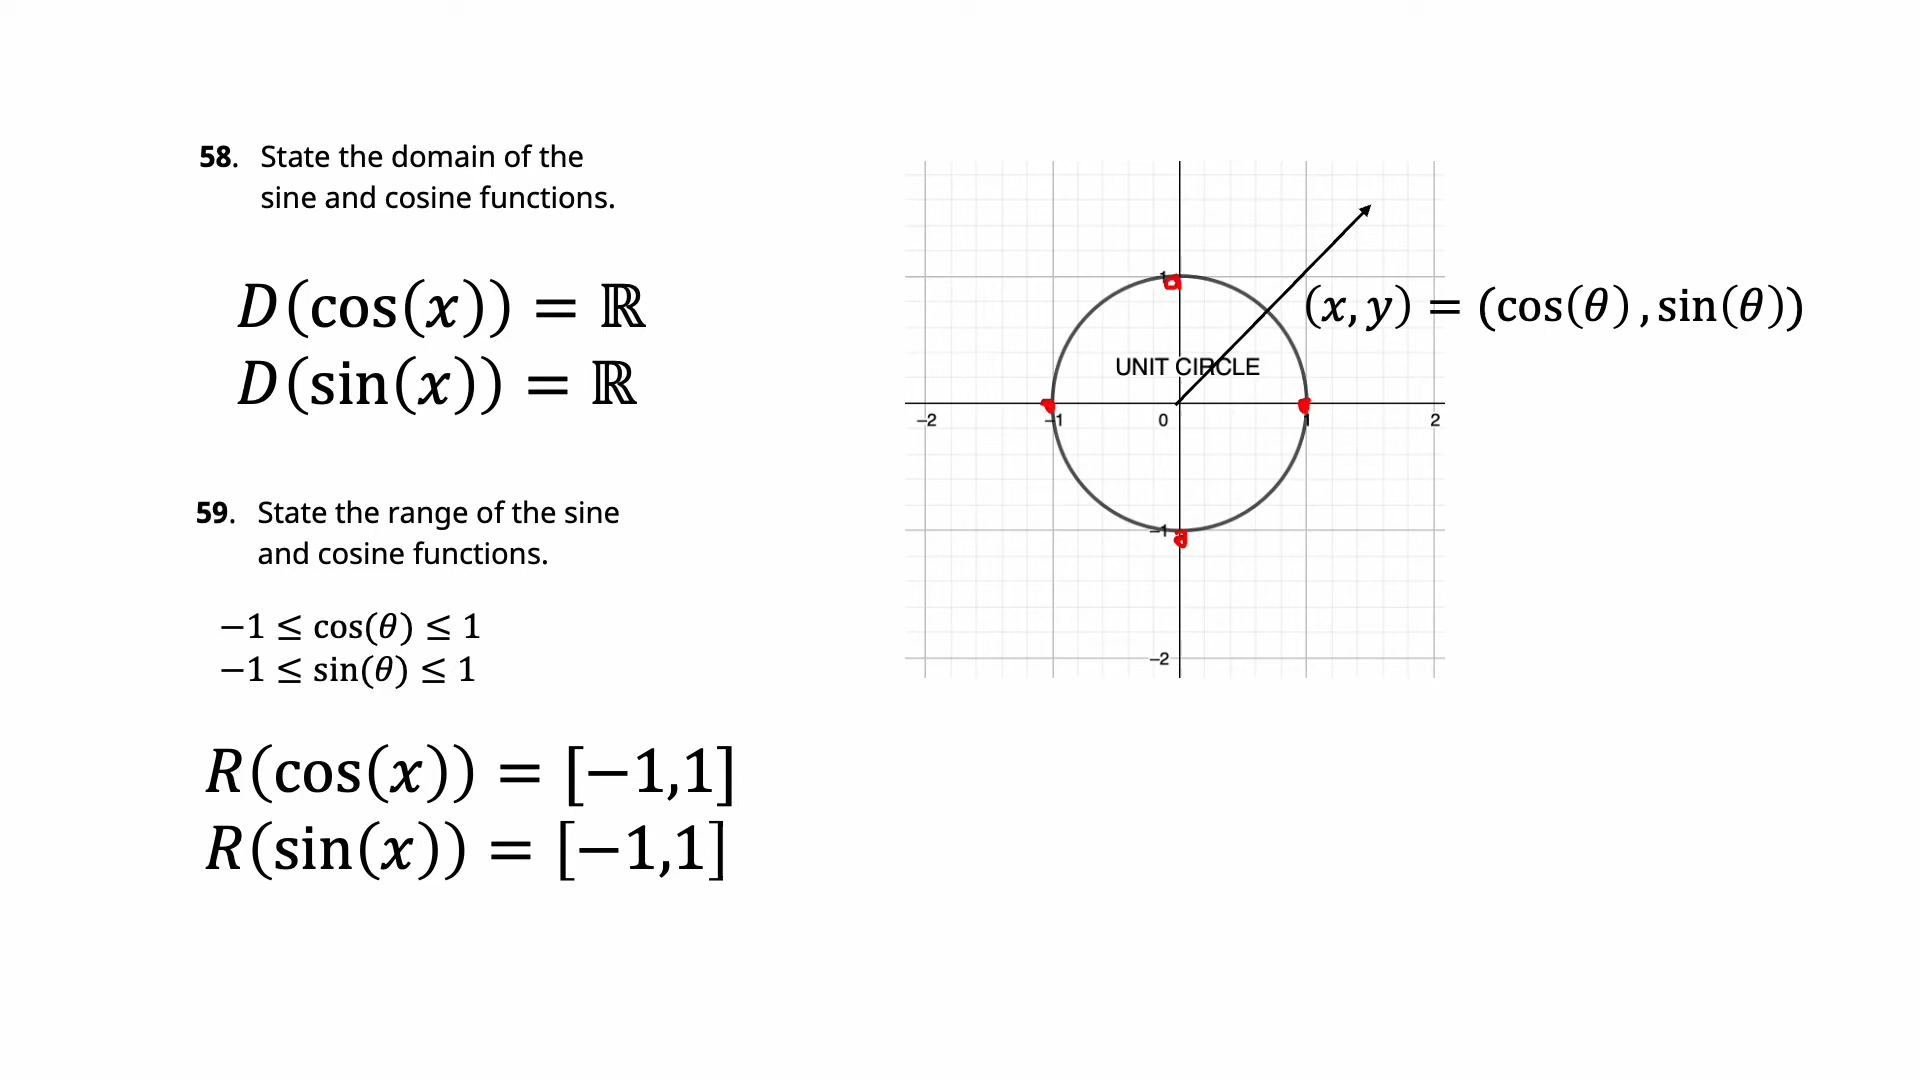 58. State the domain of the
sine and cosine functions.
D(cos(x)) = ℝ
D(sin(x)) = ℝ
59. State the range of the sine
and cosine functions.
−1 ≤ cos(θ) ≤ 1
−1 ≤ sin(θ) ≤ 1
R(cos(x)) = [−1,1]
R(sin(x)) = [−1,1]
1
(x, y) = (cos(θ), sin(θ))
UNIT CIRCLE
−2 −1 0 1 2
−1
−2